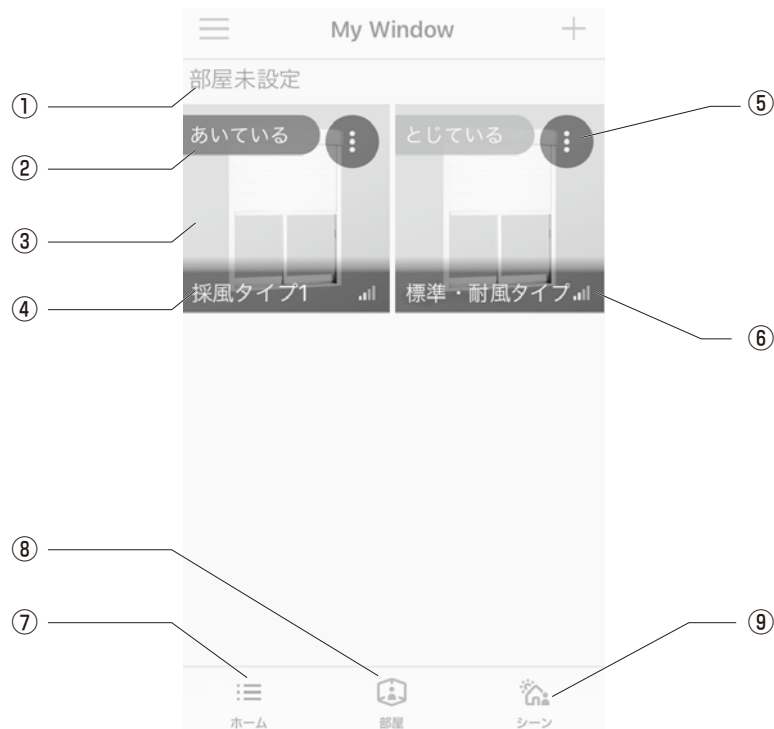 My Window
部屋未設定
①
⑤
あいている
とじている
②
③
④
採風タイプ1
標準・耐風タイプ
⑥
⑧
⑦
⑨
ホーム
部屋
シーン